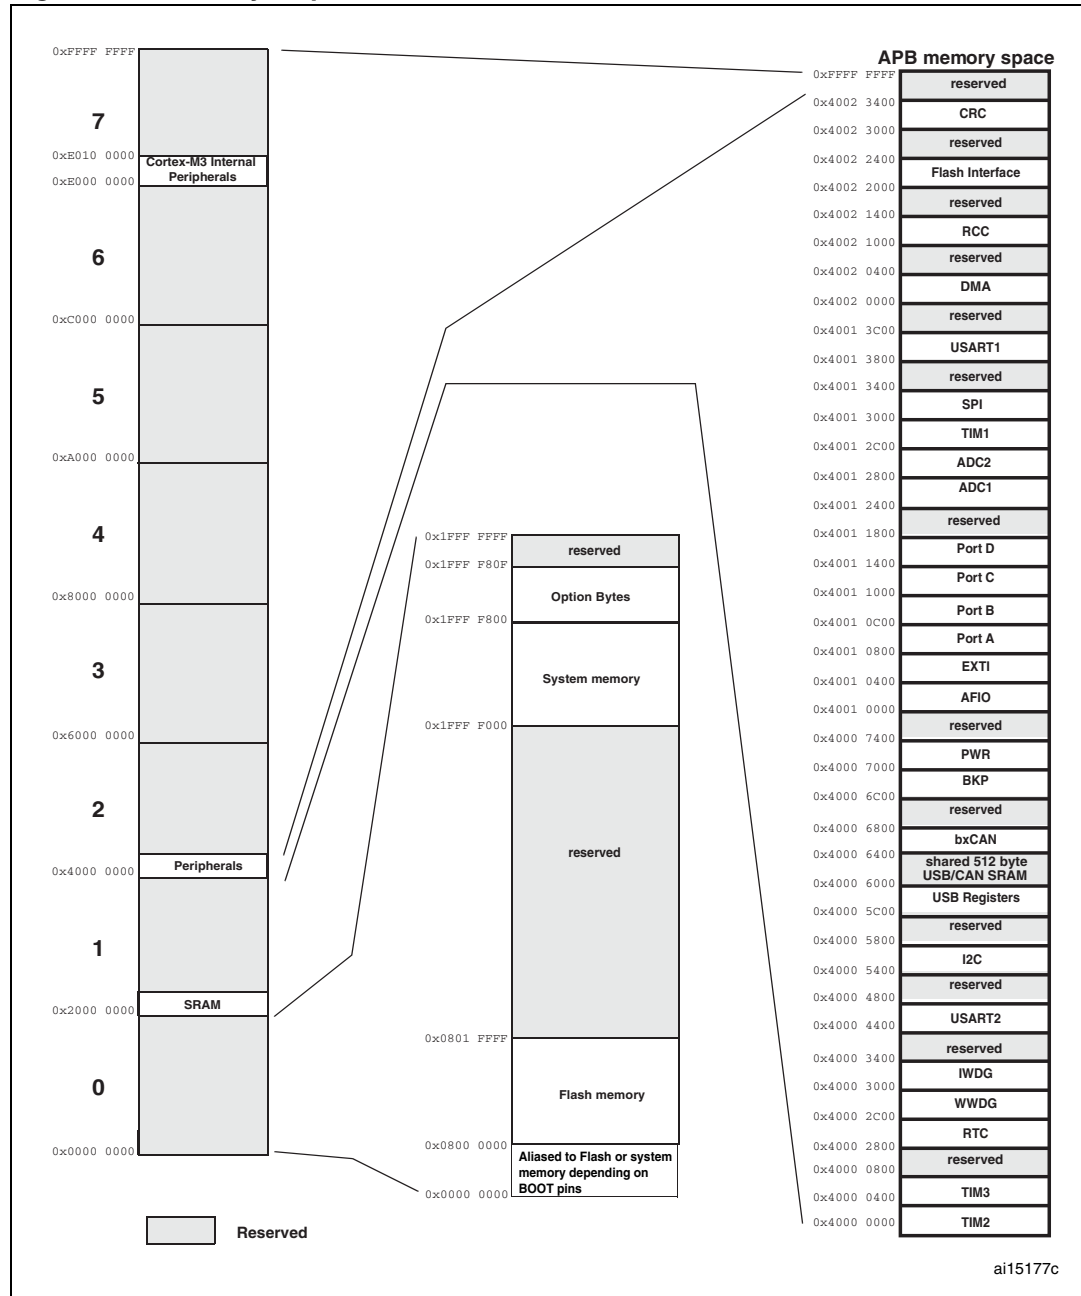 0xFFFF FFFF
7
0xE010 0000
Cortex-M3 Internal
Peripherals
0xE000 0000
6
0xC000 0000
5
0xA000 0000
4
0x8000 0000
3
0x6000 0000
2
Peripherals
0x4000 0000
1
SRAM
0x2000 0000
0
0x0000 0000
Reserved
0x1FFF FFFF
reserved
0x1FFF F80F
Option Bytes
0x1FFF F800
System memory
0x1FFF F000
reserved
0x0801 FFFF
Flash memory
0x0800 0000
Aliased to Flash or system
memory depending on
BOOT pins
0x0000 0000
APB memory space
0xFFFF FFFF
reserved
0x4002 3400
CRC
0x4002 3000
reserved
0x4002 2400
Flash Interface
0x4002 2000
reserved
0x4002 1400
RCC
0x4002 1000
reserved
0x4002 0400
DMA
0x4002 0000
reserved
0x4001 3C00
USART1
0x4001 3800
reserved
0x4001 3400
SPI
0x4001 3000
TIM1
0x4001 2C00
ADC2
0x4001 2800
ADC1
0x4001 2400
reserved
0x4001 1800
Port D
0x4001 1400
Port C
0x4001 1000
Port B
0x4001 0C00
Port A
0x4001 0800
EXTI
0x4001 0400
AFIO
0x4001 0000
reserved
0x4000 7400
PWR
0x4000 7000
BKP
0x4000 6C00
reserved
0x4000 6800
bxCAN
0x4000 6400
shared 512 byte
USB/CAN SRAM
0x4000 6000
USB Registers
0x4000 5C00
reserved
0x4000 5800
I2C
0x4000 5400
reserved
0x4000 4800
USART2
0x4000 4400
reserved
0x4000 3400
IWDG
0x4000 3000
WWDG
0x4000 2C00
RTC
0x4000 2800
reserved
0x4000 0800
TIM3
0x4000 0400
TIM2
0x4000 0000
ai15177c